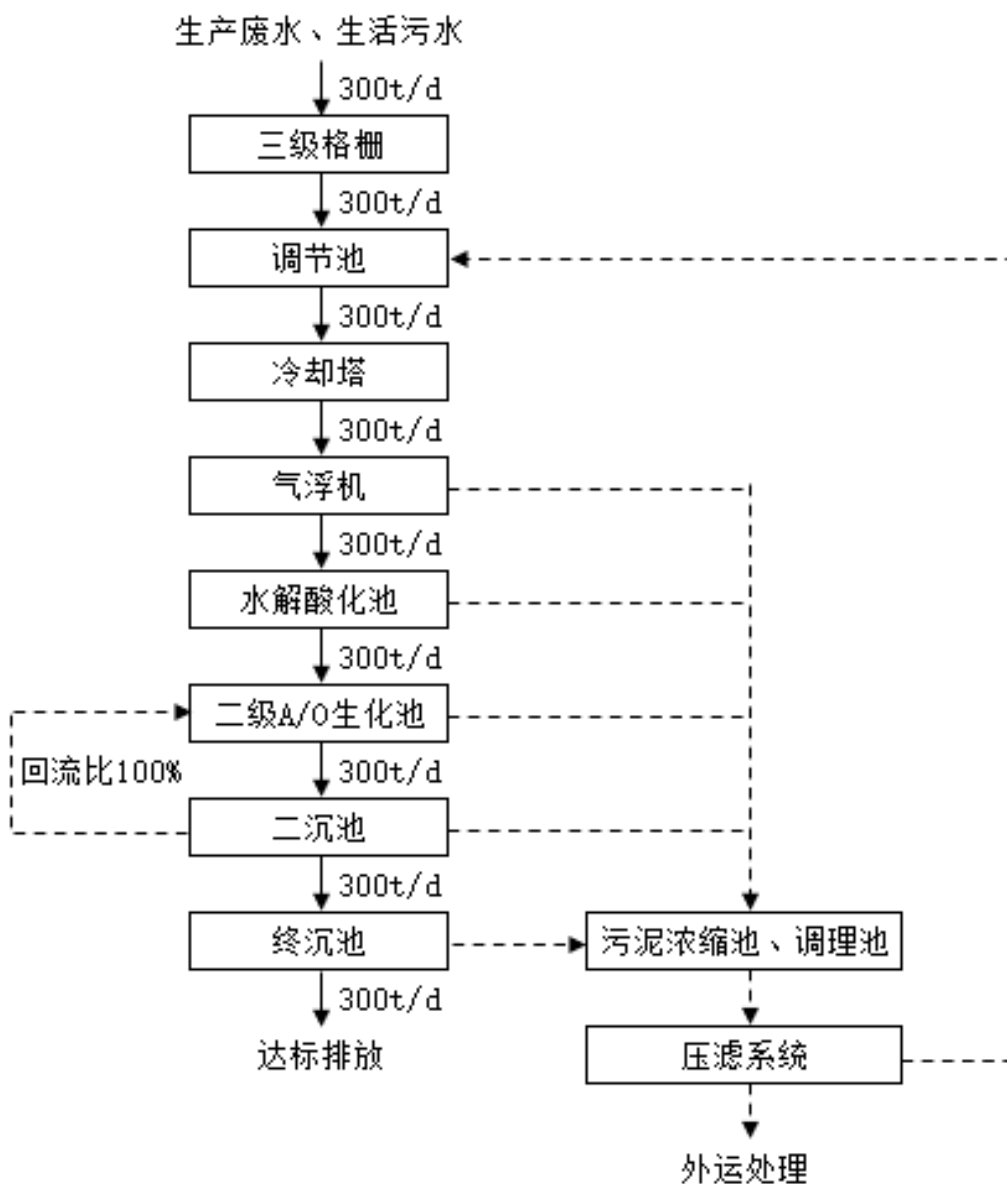 生产废水、生活污水
300t/d
三级格栅
300t/d
调节池
300t/d
冷却塔
300t/d
气浮机
300t/d
水解酸化池
300t/d
二级A/O生化池
回流比100%
300t/d
二沉池
300t/d
终沉池
污泥浓缩池、调理池
300t/d
达标排放
压滤系统
外运处理